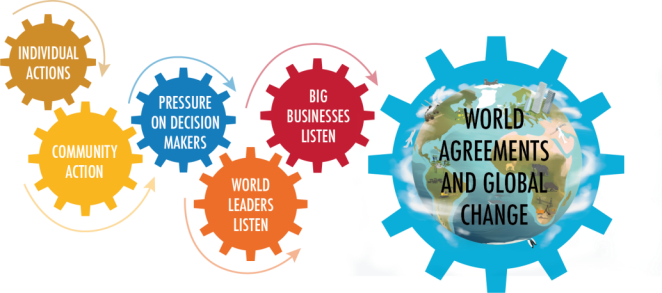 INDIVIDUAL
ACTIONS
COMMUNITY
ACTION
PRESSURE
ON DECISION
MAKERS
WORLD
LEADERS
LISTEN
BIG
BUSINESSES
LISTEN
WORLD
AGREEMENTS
AND GLOBAL
CHANGE